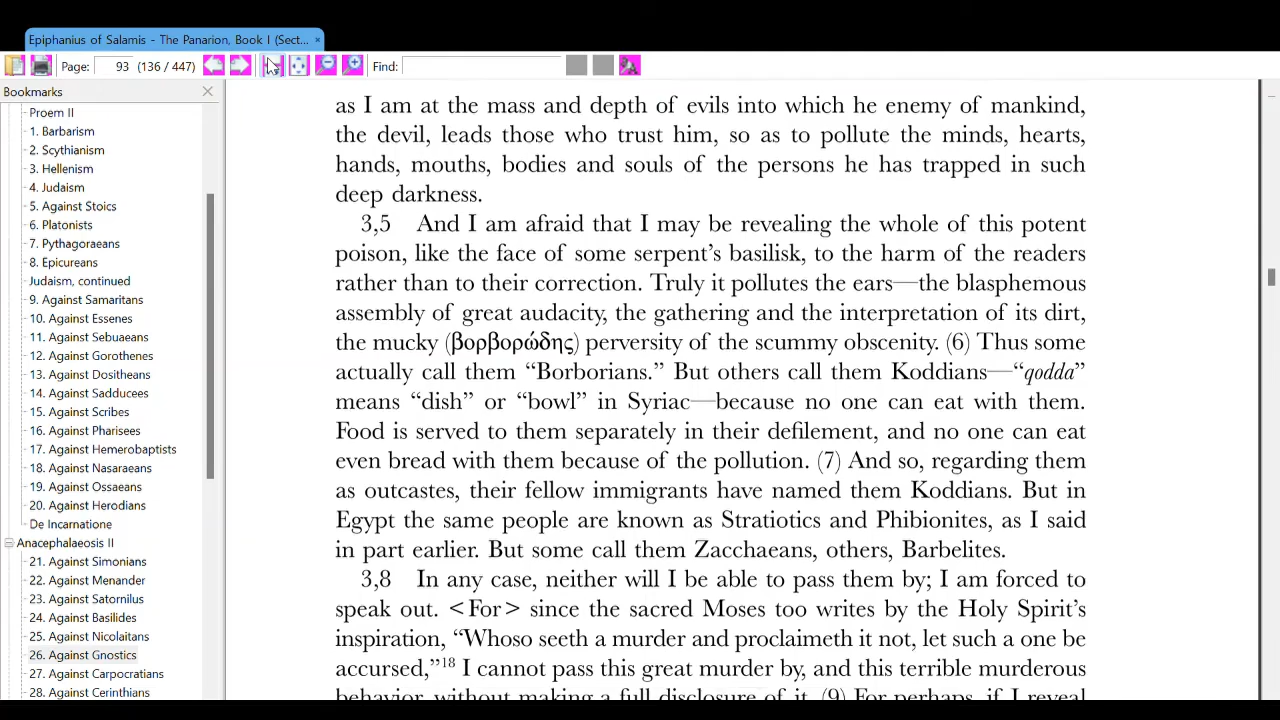 Epiphanius of Salamis - The Panarion, Book I (Sect... ×
Page: 93 (136 / 447) Find:
Bookmarks
Proem II
1. Barbarism
2. Scythianism
3. Hellenism
4. Judaism
5. Against Stoics
6. Platonists
7. Pythagoraeans
8. Epicureans
Judaism, continued
9. Against Samaritans
10. Against Essenes
11. Against Sebuaeans
12. Against Gorothenes
13. Against Dositheans
14. Against Sadducees
15. Against Scribes
16. Against Pharisees
17. Against Hemerobaptists
18. Against Nasaraeans
19. Against Ossaeans
20. Against Herodians
De Incarnatione
Anacephalaeosis II
21. Against Simonians
22. Against Menander
23. Against Satornilus
24. Against Basilides
25. Against Nicolaitans
26. Against Gnostics
27. Against Carpocratians
28. Against Cerinthians
as I am at the mass and depth of evils into which he enemy of mankind,
the devil, leads those who trust him, so as to pollute the minds, hearts,
hands, mouths, bodies and souls of the persons he has trapped in such
deep darkness.
3,5 And I am afraid that I may be revealing the whole of this potent
poison, like the face of some serpent’s basilisk, to the harm of the readers
rather than to their correction. Truly it pollutes the ears—the blasphemous
assembly of great audacity, the gathering and the interpretation of its dirt,
the mucky (βορβορώδης) perversity of the scummy obscenity. (6) Thus some
actually call them “Borborians.” But others call them Koddians—“qodda”
means “dish” or “bowl” in Syriac—because no one can eat with them.
Food is served to them separately in their defilement, and no one can eat
even bread with them because of the pollution. (7) And so, regarding them
as outcastes, their fellow immigrants have named them Koddians. But in
Egypt the same people are known as Stratiotics and Phibionites, as I said
in part earlier. But some call them Zacchaeans, others, Barbelites.
3,8 In any case, neither will I be able to pass them by; I am forced to
speak out. <For> since the sacred Moses too writes by the Holy Spirit’s
inspiration, “Whoso seeth a murder and proclaimeth it not, let such a one be
accursed,”18 I cannot pass this great murder by, and this terrible murderous
behavior, without making a full disclosure of it. (9) For perhaps, if I reveal